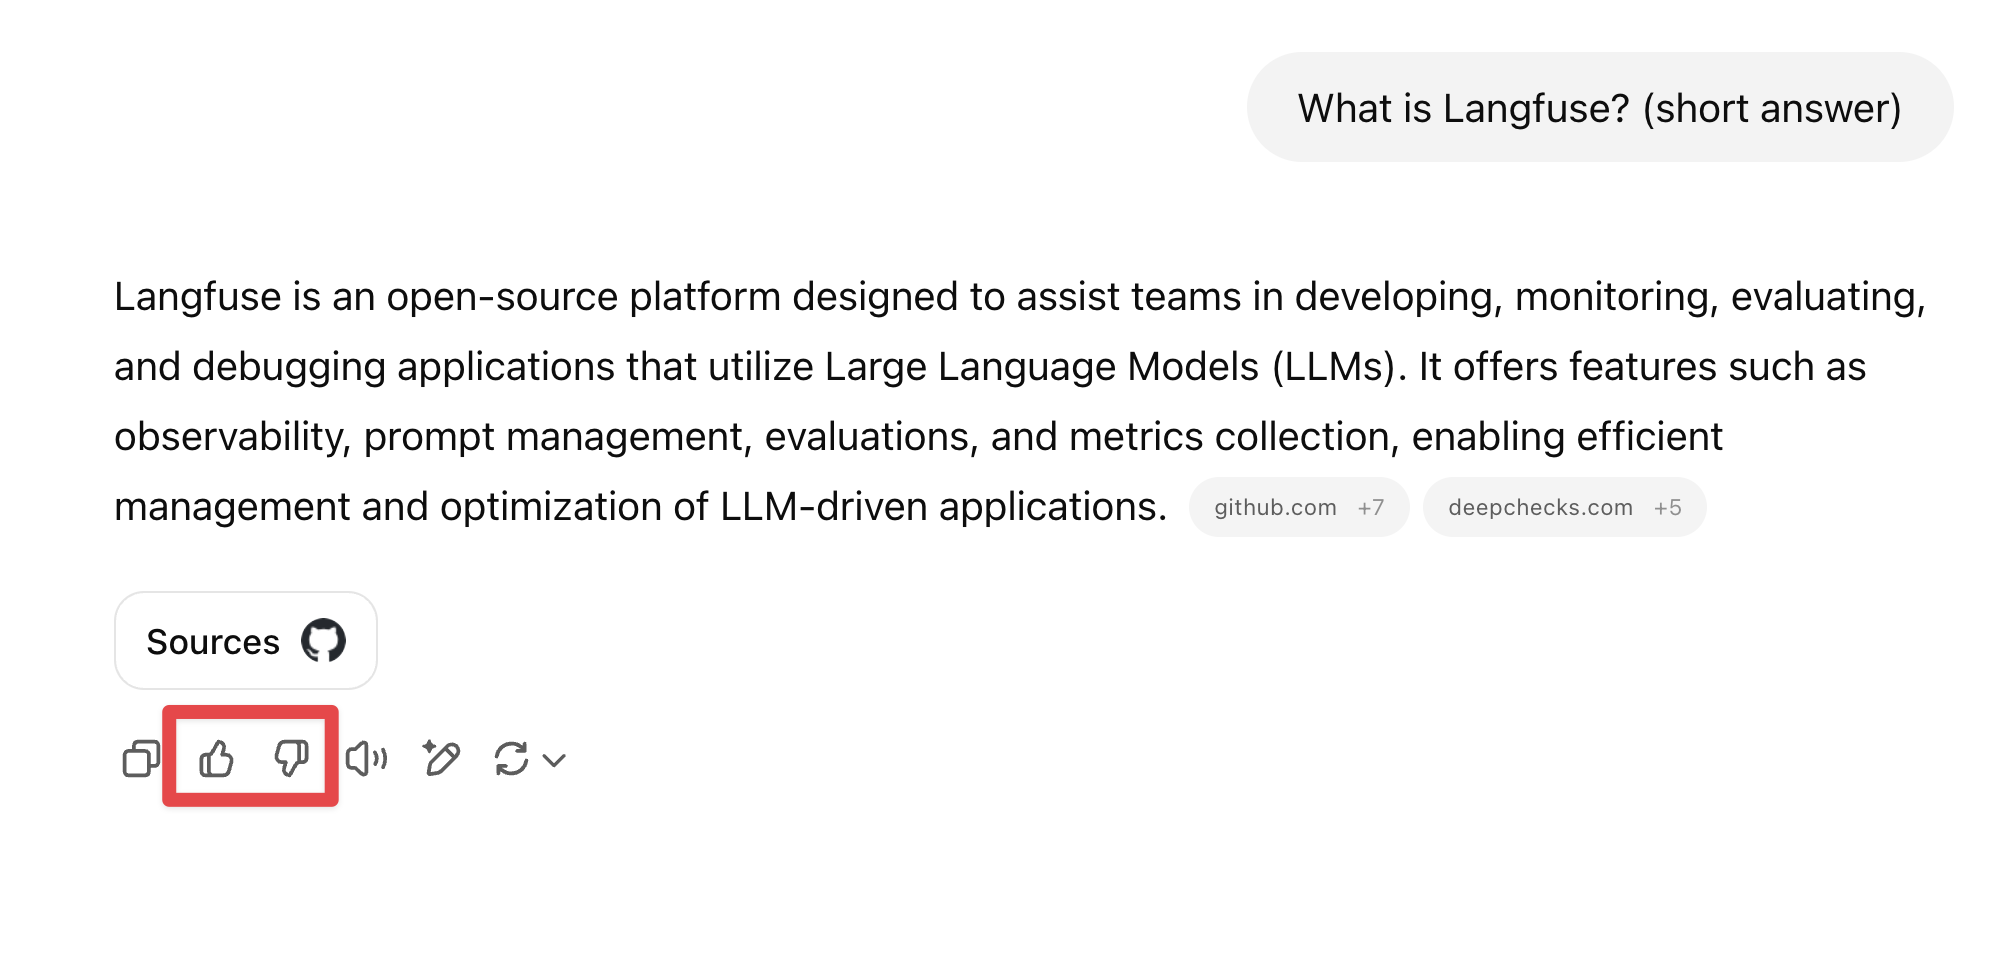 What is Langfuse? (short answer)
Langfuse is an open-source platform designed to assist teams in developing, monitoring, evaluating,
and debugging applications that utilize Large Language Models (LLMs). It offers features such as
observability, prompt management, evaluations, and metrics collection, enabling efficient
management and optimization of LLM-driven applications. github.com +7 deepchecks.com +5
Sources